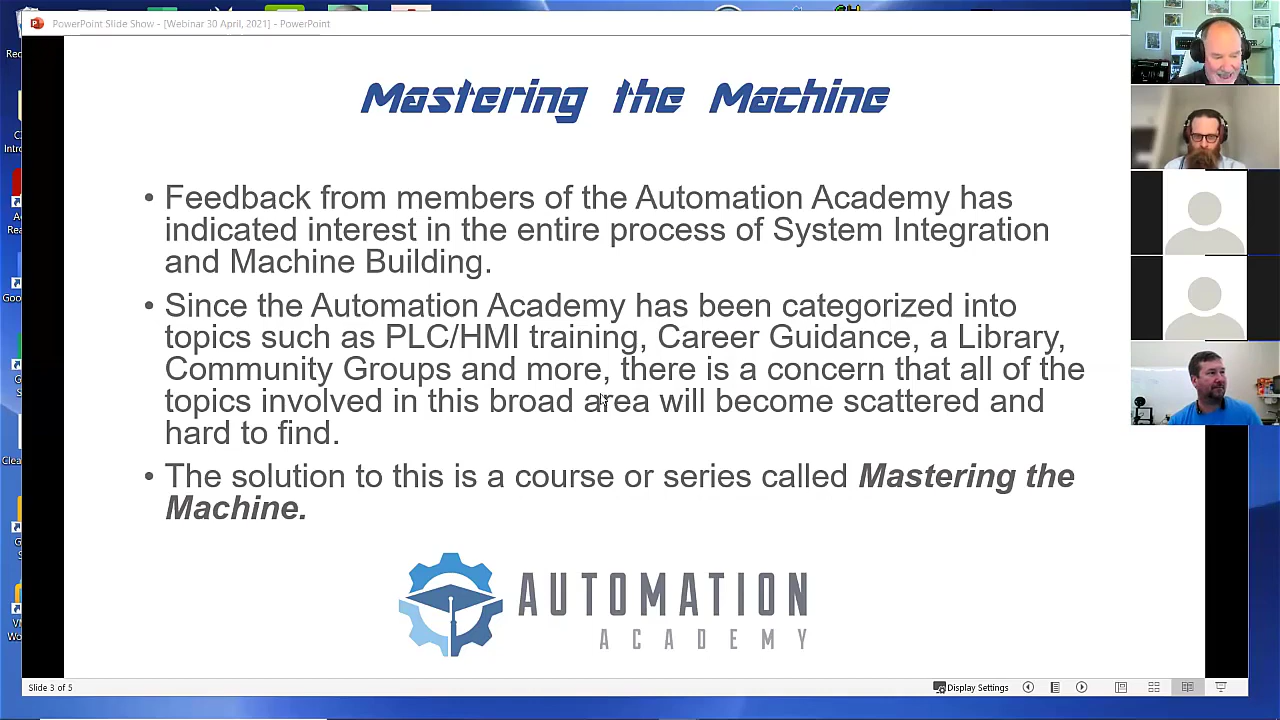 PowerPoint Slide Show - [Webinar 30 April, 2021] - PowerPoint
Mastering the Machine
• Feedback from members of the Automation Academy has
indicated interest in the entire process of System Integration
and Machine Building.
• Since the Automation Academy has been categorized into
topics such as PLC/HMI training, Career Guidance, a Library,
Community Groups and more, there is a concern that all of the
topics involved in this broad area will become scattered and
hard to find.
• The solution to this is a course or series called Mastering the
Machine.
AUTOMATION
ACADEMY
Slide 3 of 5
Display Settings